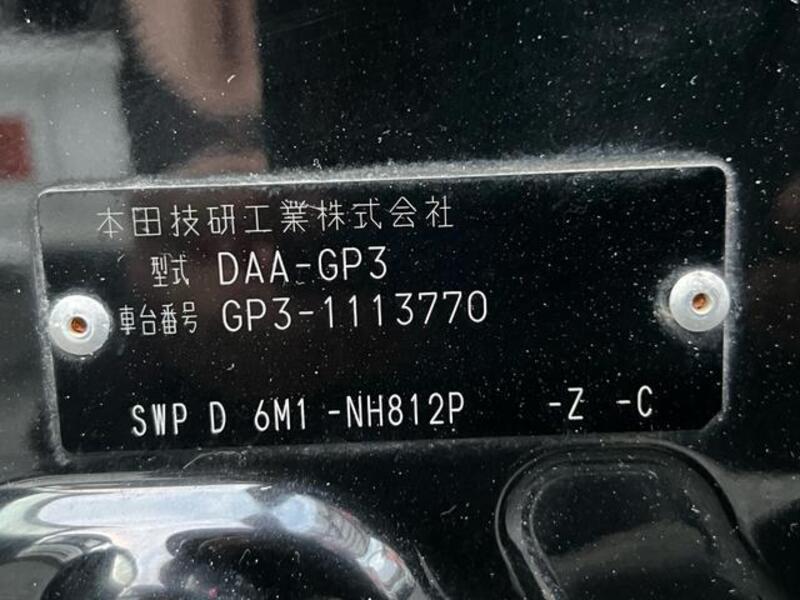 本田技研工業株式会社
型式 DAA-GP3
車台番号 GP3-1113770
SWP D 6M1 -NH812P -Z -C